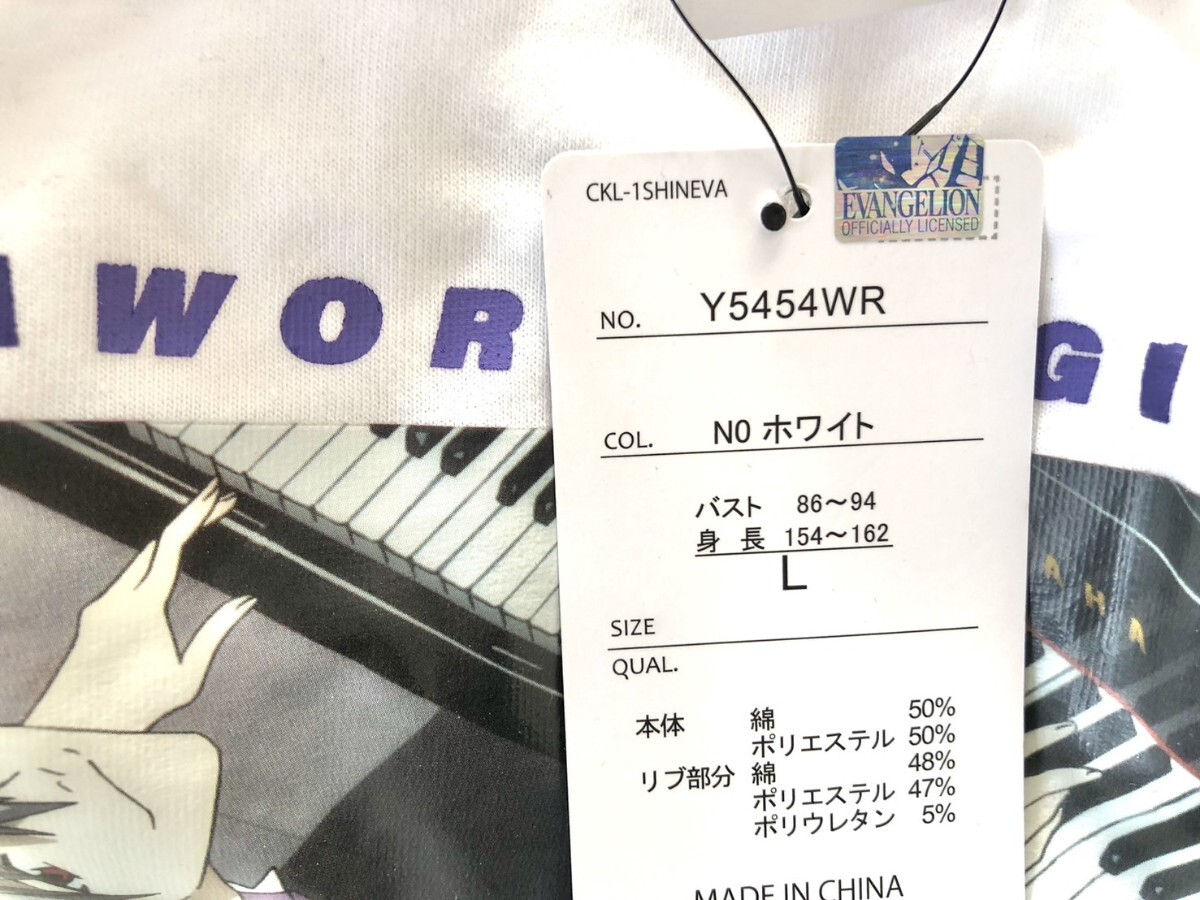 CKL-1SHINEVA
EVANGELION
OFFICIALLY LICENSED
NO. Y5454WR
WOR
GI
COL. N0 ホワイト
バスト 86～94
身長 154～162
L
SIZE
QUAL.
本体 綿 50%
ポリエステル 50%
リブ部分 綿 48%
ポリエステル 47%
ポリウレタン 5%
AHA
MADE IN CHINA